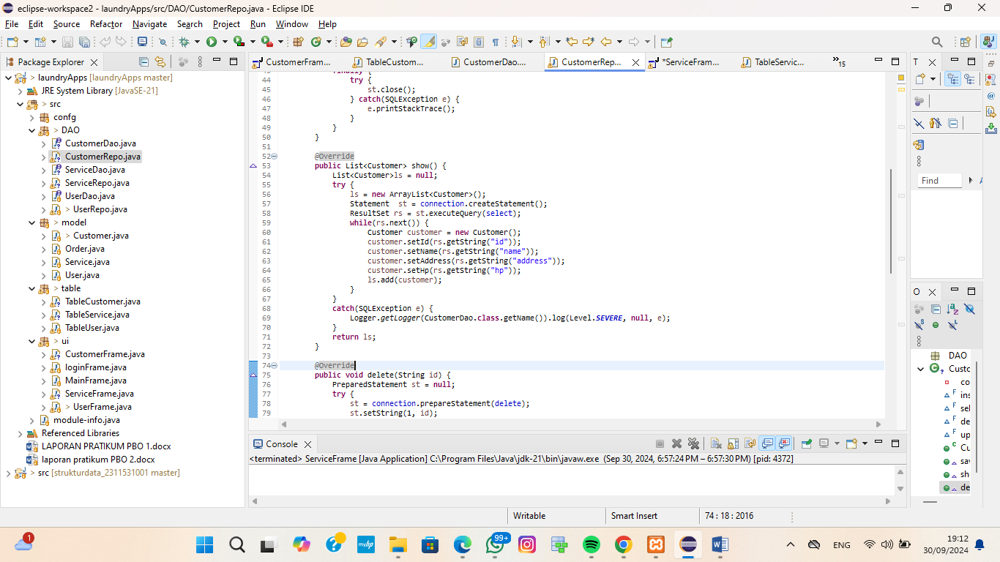 eclipse-workspace2 - laundryApps/src/DAO/CustomerRepo.java - Eclipse IDE
File Edit Source Refactor Navigate Search Project Run Window Help
Package Explorer
> laundryApps [laundryApps master]
JRE System Library [JavaSE-21]
> src
confg
> DAO
CustomerDao.java
CustomerRepo.java
ServiceDao.java
ServiceRepo.java
UserDao.java
> UserRepo.java
> model
> Customer.java
Order.java
Service.java
User.java
> table
TableCustomer.java
TableService.java
TableUser.java
> ui
CustomerFrame.java
loginFrame.java
MainFrame.java
ServiceFrame.java
> UserFrame.java
module-info.java
Referenced Libraries
LAPORAN PRATIKUM PBO 1.docx
laporan pratikum PBO 2.docx
> src [strukturdata_2311531001 master]
CustomerFram... TableCustom... CustomerDao.... CustomerRep... *ServiceFram... TableServic... »15
43 finally {
44 try {
45 st.close();
46 } catch(SQLException e) {
47 e.printStackTrace();
48 }
49 }
50 }
51
52 @Override
53 public List<Customer> show() {
54 List<Customer>ls = null;
55 try {
56 ls = new ArrayList<Customer>();
57 Statement  st = connection.createStatement();
58 ResultSet rs = st.executeQuery(select);
59 while(rs.next()) {
60 Customer customer = new Customer();
61 customer.setId(rs.getString("id"));
62 customer.setName(rs.getString("name"));
63 customer.setAddress(rs.getString("address"));
64 customer.setHp(rs.getString("hp"));
65 ls.add(customer);
66 }
67 }
68 catch(SQLException e) {
69 Logger.getLogger(CustomerDao.class.getName()).log(Level.SEVERE, null, e);
70 }
71 return ls;
72 }
73
74 @Override
75 public void delete(String id) {
76 PreparedStatement st = null;
77 try {
78 st = connection.prepareStatement(delete);
79 st.setString(1, id);
T
Find
O
DAO
Custc
co
ins
sel
de
up
Cu
sav
sh
de
Console
<terminated> ServiceFrame [Java Application] C:\Program Files\Java\jdk-21\bin\javaw.exe (Sep 30, 2024, 6:57:24 PM – 6:57:30 PM) [pid: 4372]
Writable Smart Insert 74 : 18 : 2016
1
myhp
99+
ENG
19:12
30/09/2024